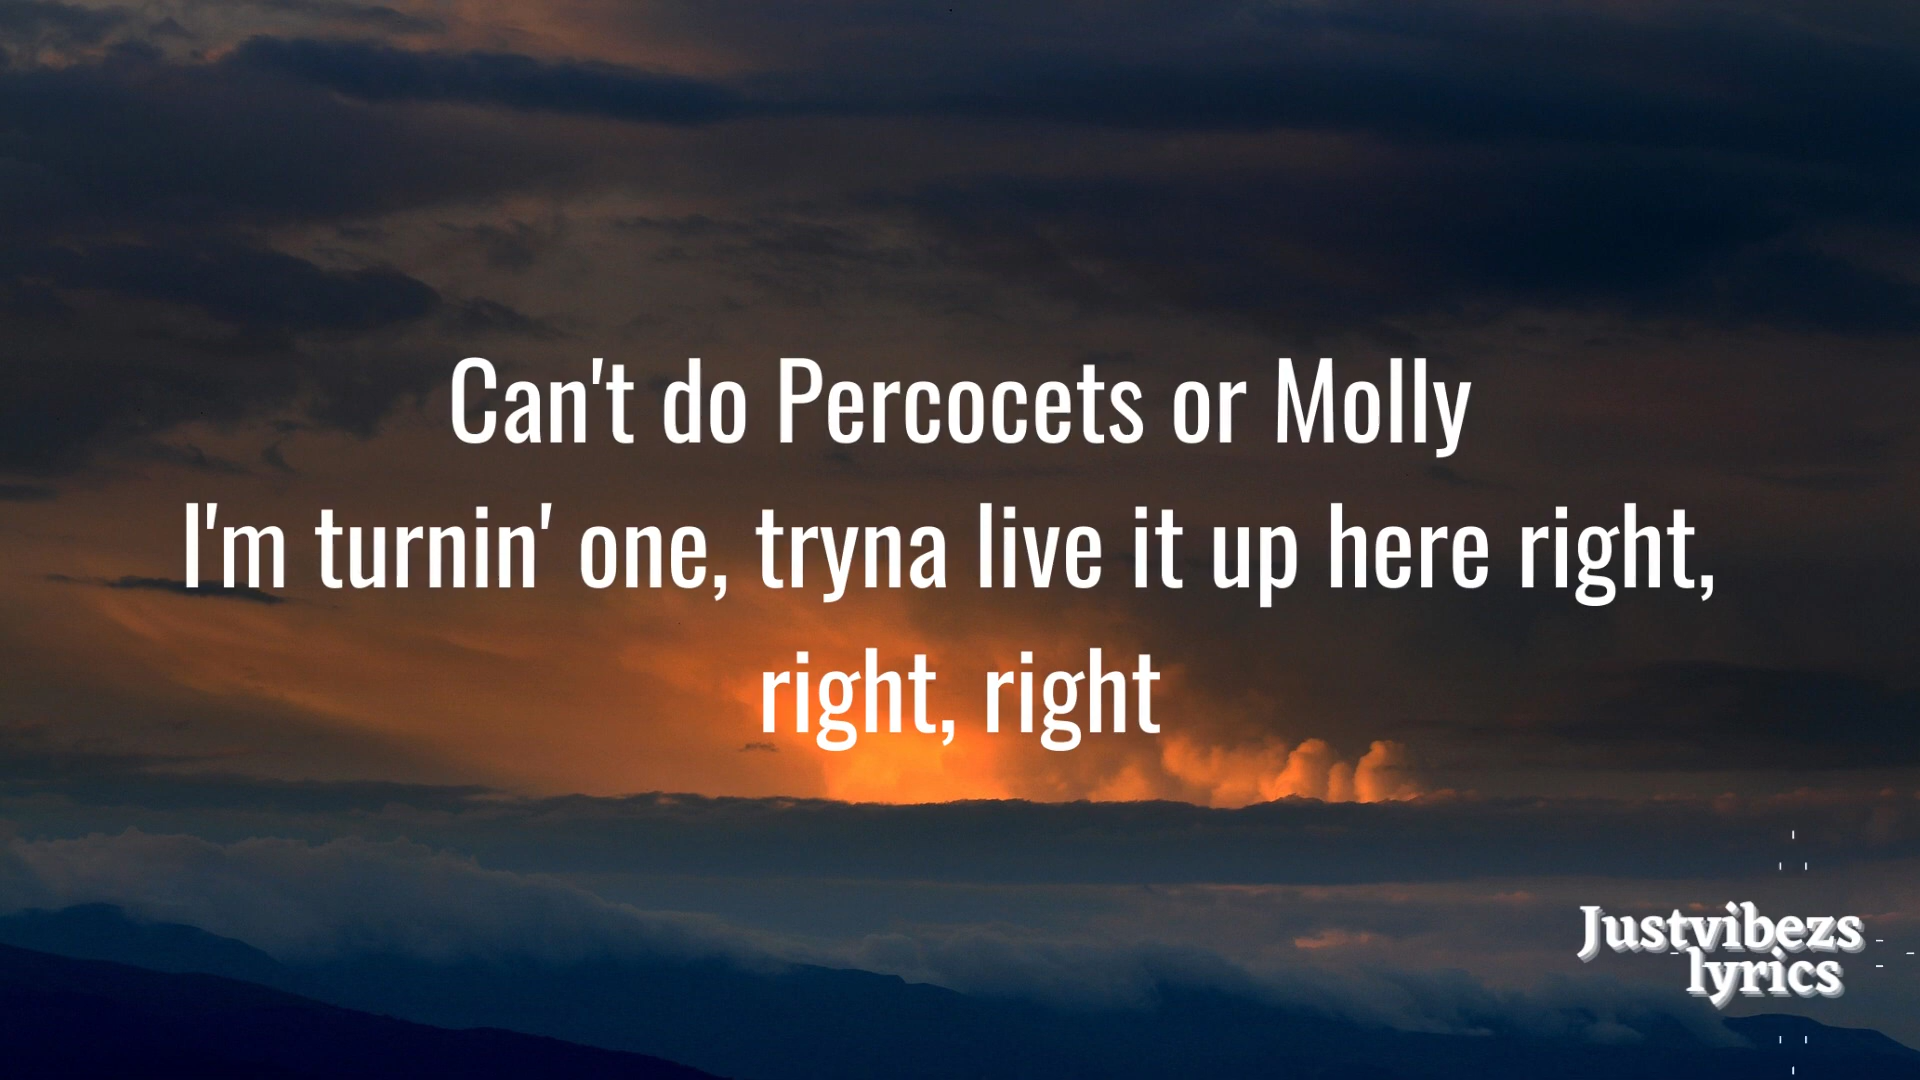 Can't do Percocets or Molly
I'm turnin' one, tryna live it up here right,
right, right
Justvibezs
lyrics